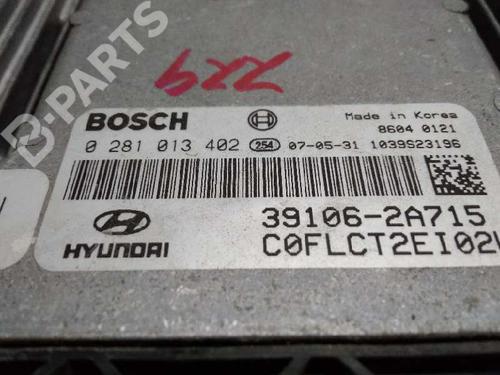 B-PARTS
729
BOSCH
Made in Korea
8604 0121
0 281 013 402 254 07-05-31 1039S23196
39106-2A715
HYUNDAI
C0FLCT2EI02